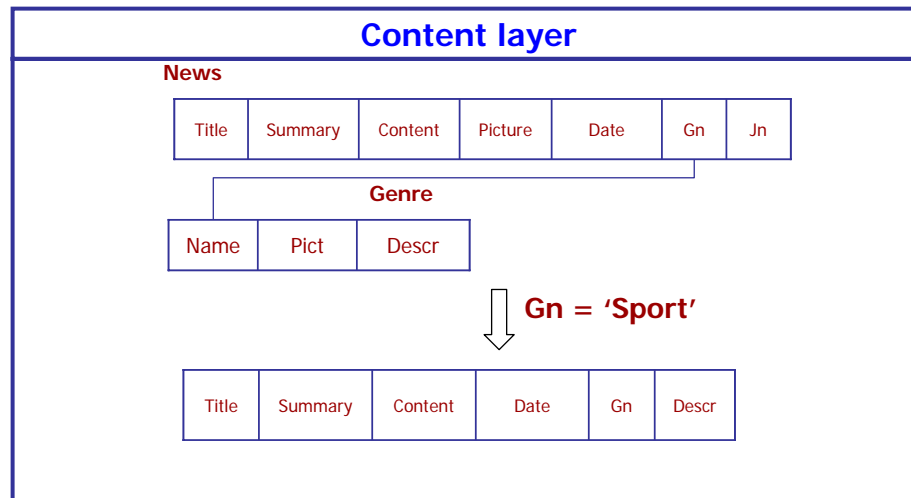 Content layer
News
Title Summary Content Picture Date Gn Jn
Genre
Name Pict Descr
Gn = ‘Sport’
Title Summary Content Date Gn Descr